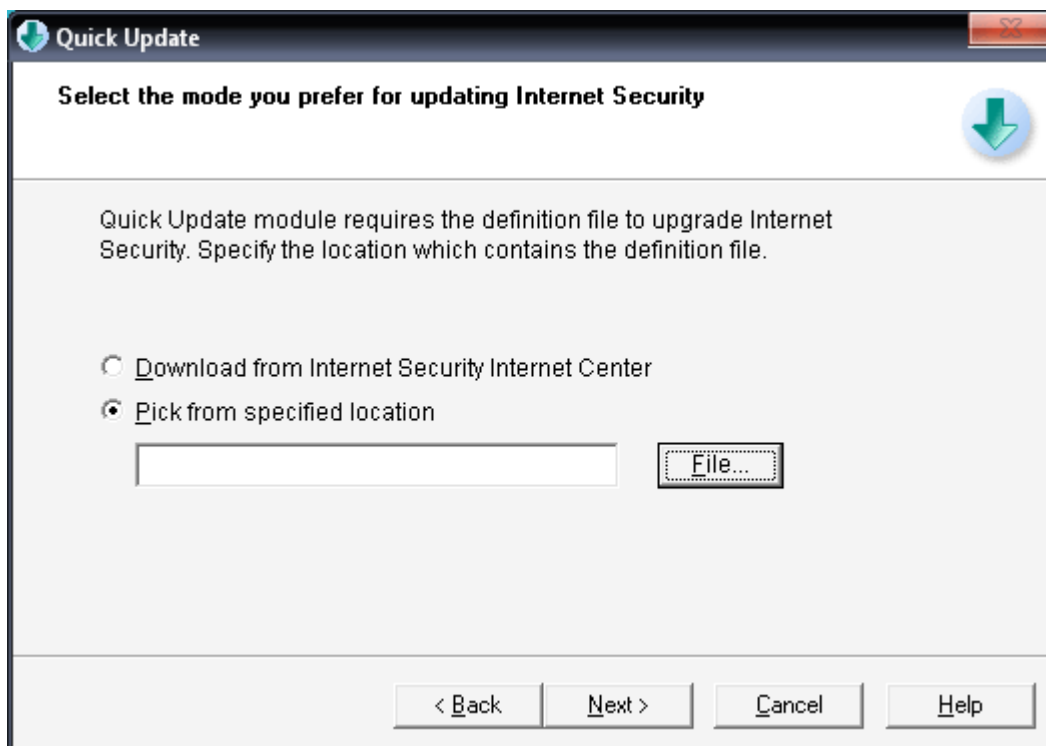 Quick Update
Select the mode you prefer for updating Internet Security
Quick Update module requires the definition file to upgrade Internet
Security. Specify the location which contains the definition file.
Download from Internet Security Internet Center
Pick from specified location
File...
< Back
Next >
Cancel
Help